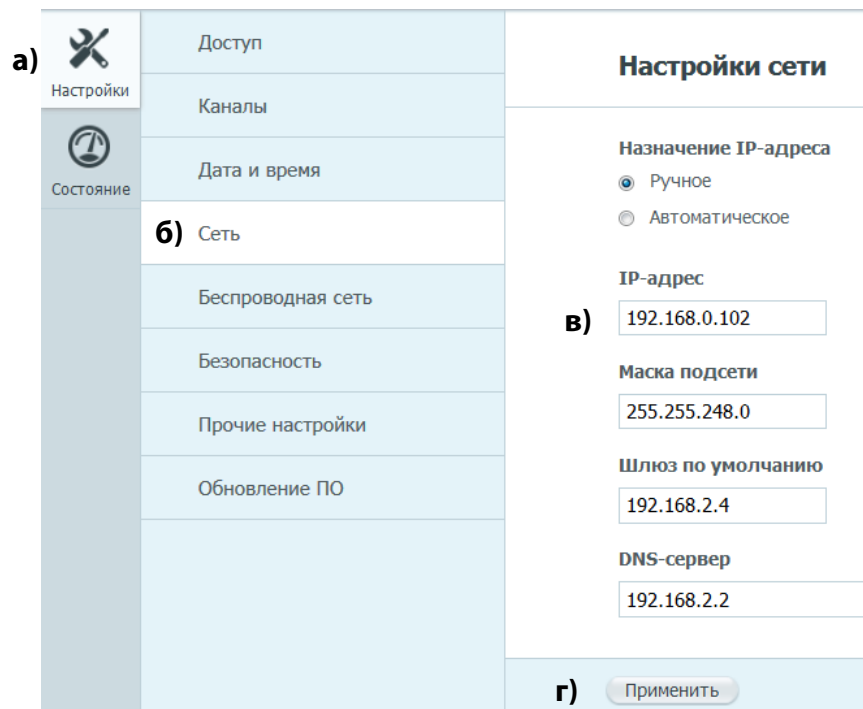 а)
Настройки
Состояние
Доступ
Каналы
Дата и время
б) Сеть
Беспроводная сеть
Безопасность
Прочие настройки
Обновление ПО
Настройки сети
Назначение IP-адреса
Ручное
Автоматическое
IP-адрес
в) 192.168.0.102
Маска подсети
255.255.248.0
Шлюз по умолчанию
192.168.2.4
DNS-сервер
192.168.2.2
г) Применить